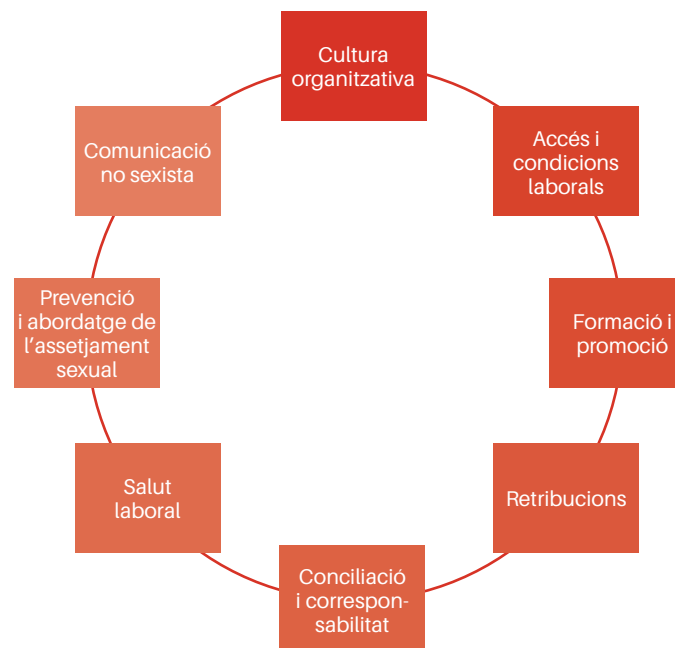 Cultura
organitzativa
Accés i
condicions
laborals
Formació i
promoció
Retribucions
Conciliació
i correspon-
sabilitat
Salut
laboral
Prevenció
i abordatge de
l’assetjament
sexual
Comunicació
no sexista